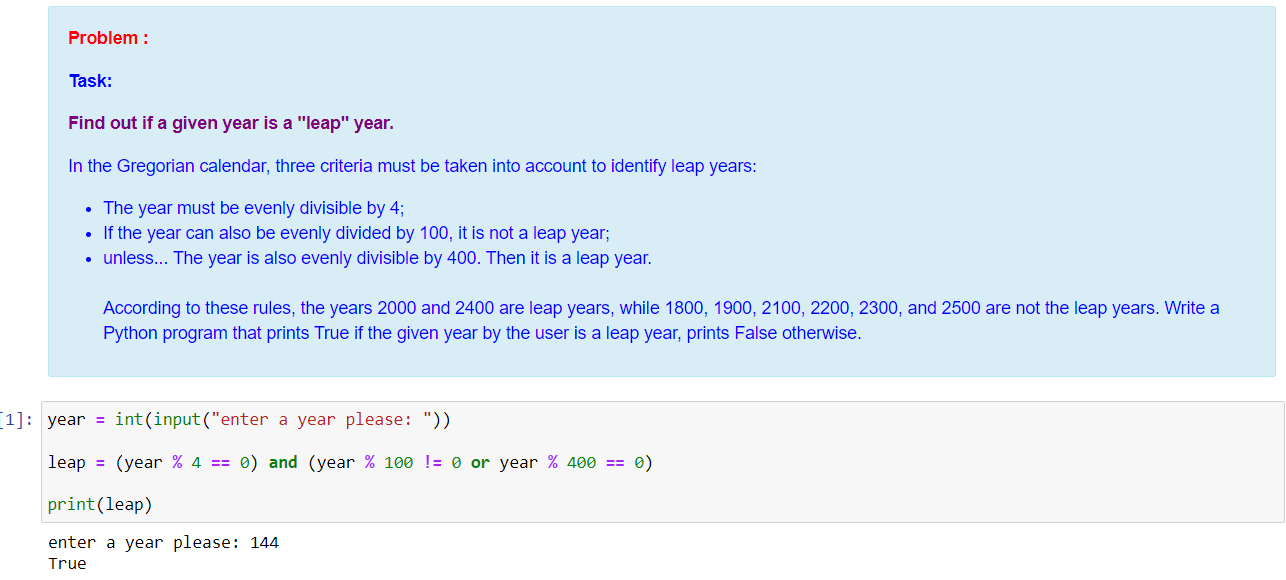 Problem :
Task:
Find out if a given year is a "leap" year.
In the Gregorian calendar, three criteria must be taken into account to identify leap years:
• The year must be evenly divisible by 4;
• If the year can also be evenly divided by 100, it is not a leap year;
• unless... The year is also evenly divisible by 400. Then it is a leap year.
According to these rules, the years 2000 and 2400 are leap years, while 1800, 1900, 2100, 2200, 2300, and 2500 are not the leap years. Write a
Python program that prints True if the given year by the user is a leap year, prints False otherwise.
[1]: year = int(input("enter a year please: "))
leap = (year % 4 == 0) and (year % 100 != 0 or year % 400 == 0)
print(leap)
enter a year please: 144
True